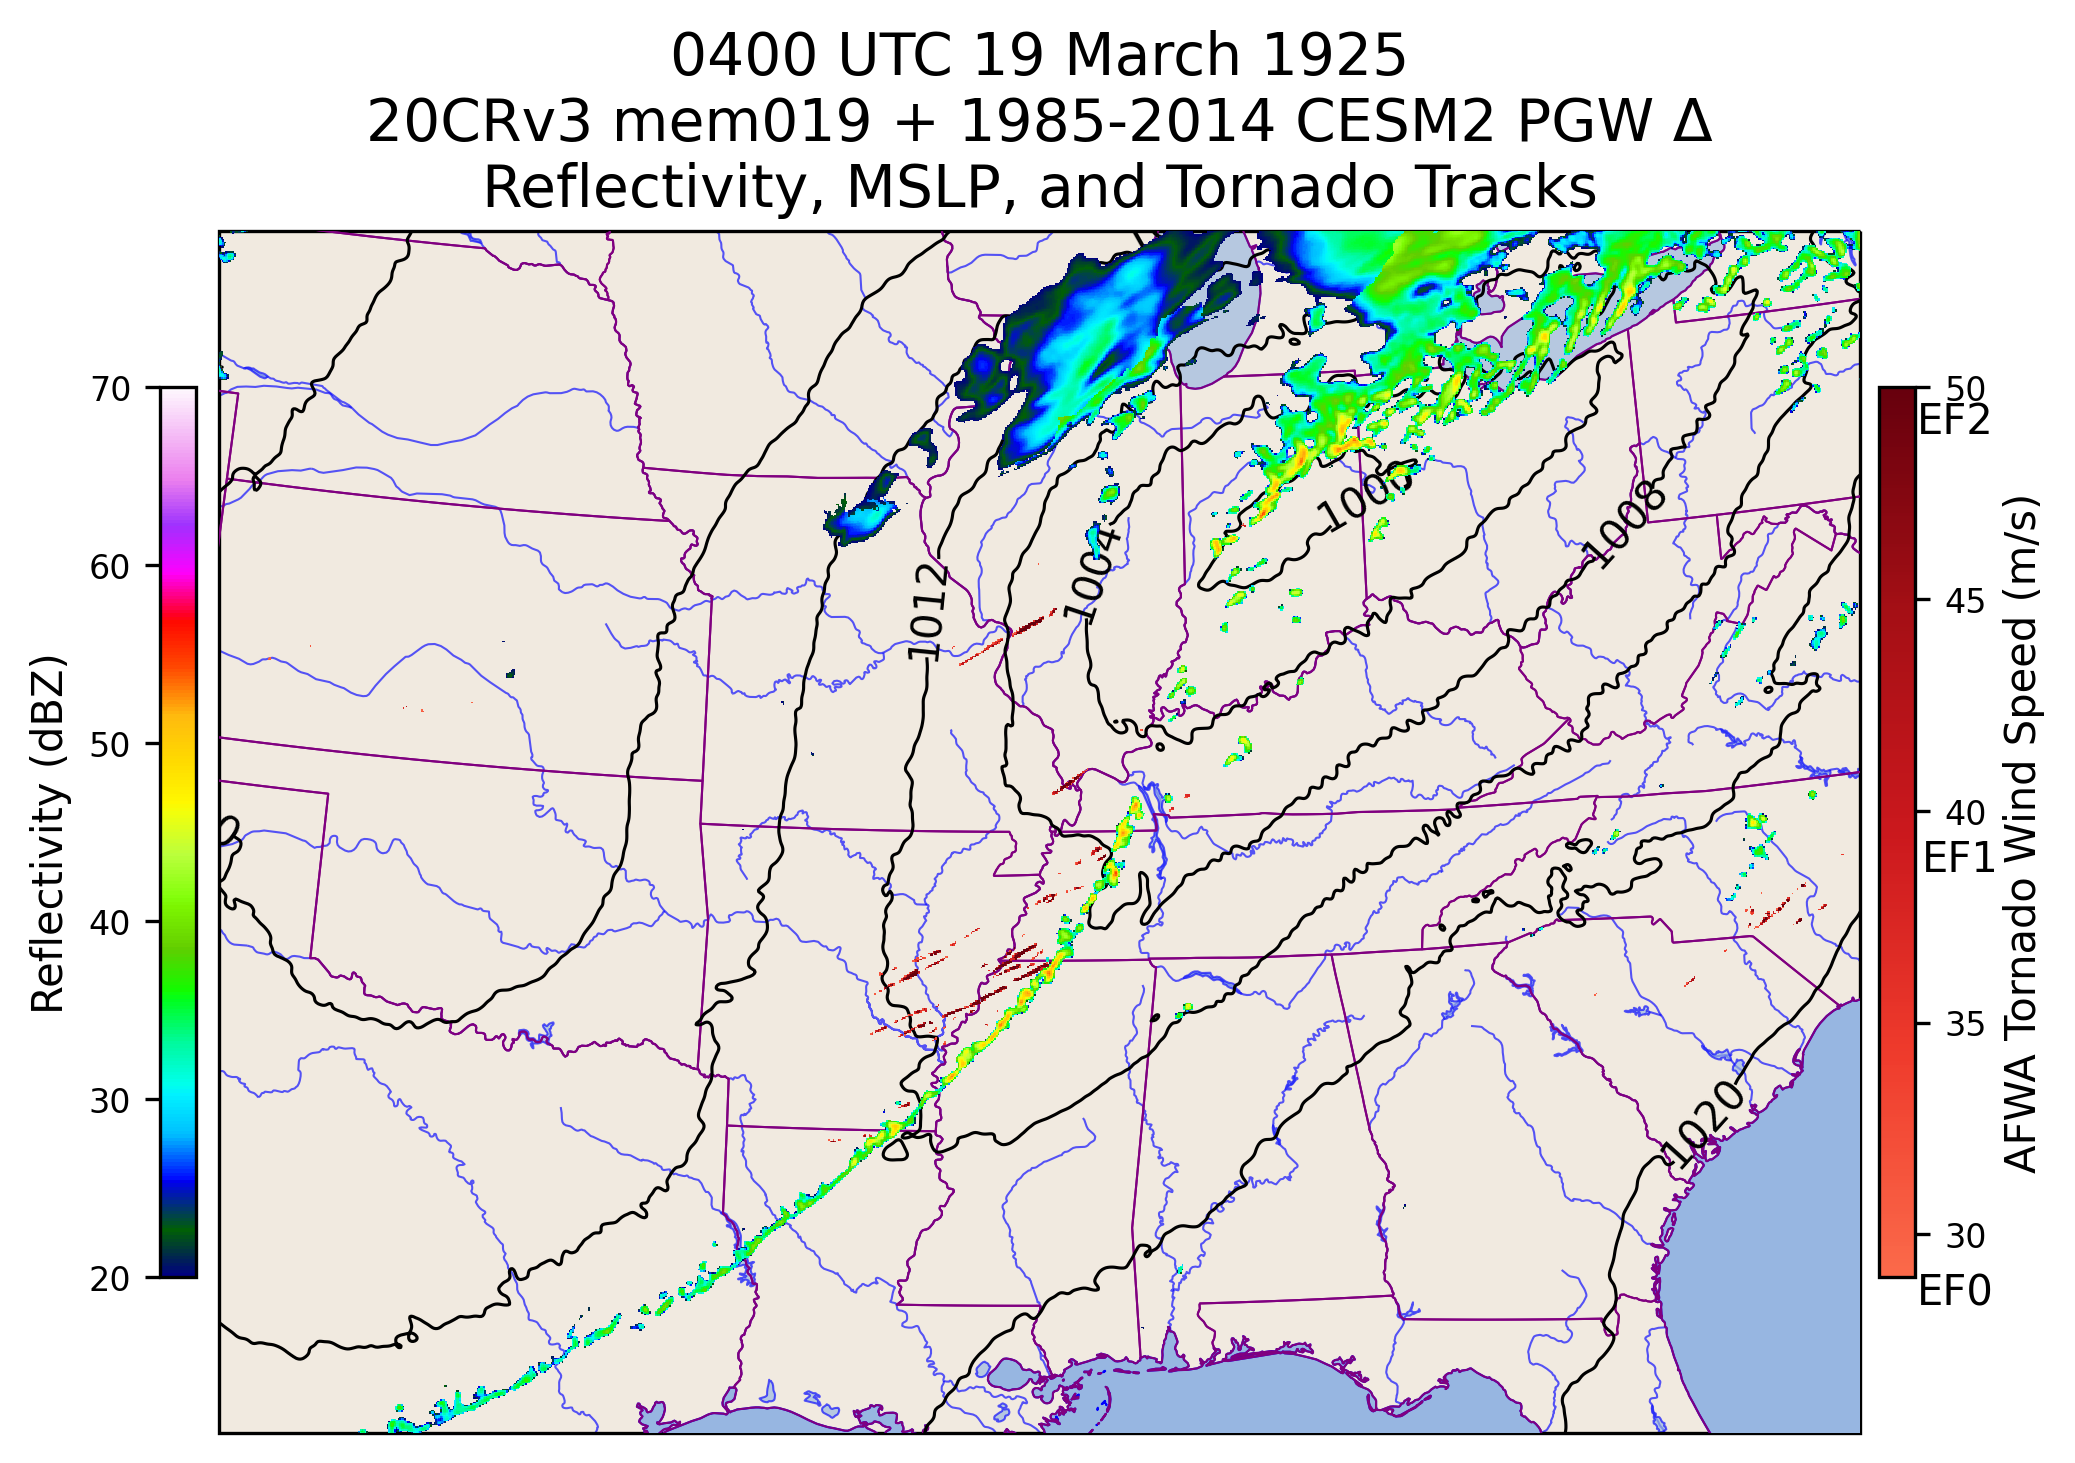 0400 UTC 19 March 1925
20CRv3 mem019 + 1985-2014 CESM2 PGW Δ
Reflectivity, MSLP, and Tornado Tracks
70
60
50
40
30
20
Reflectivity (dBZ)
1012
1004
1008
1020
50
EF2
45
40
EF1
35
30
EF0
AFWA Tornado Wind Speed (m/s)